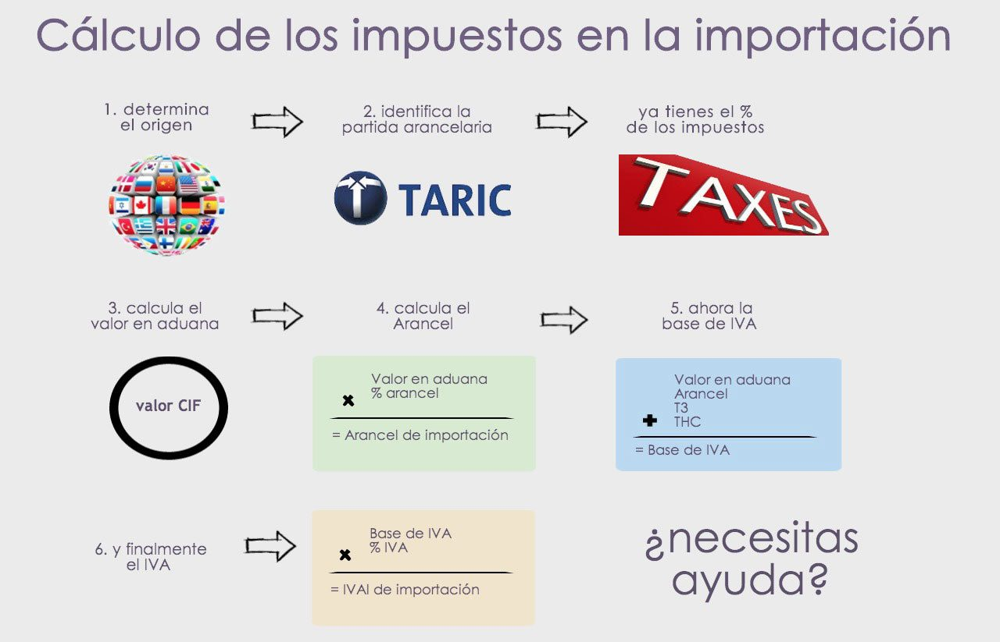 Cálculo de los impuestos en la importación
1. determina
el origen
2. identifica la
partida arancelaria
ya tienes el %
de los impuestos
TARIC
TAXES
3. calcula el
valor en aduana
4. calcula el
Arancel
5. ahora la
base de IVA
valor CIF
Valor en aduana
% arancel
= Arancel de importación
Valor en aduana
Arancel
T3
THC
= Base de IVA
6. y finalmente
el IVA
Base de IVA
% IVA
= IVAI de importación
¿necesitas
ayuda?